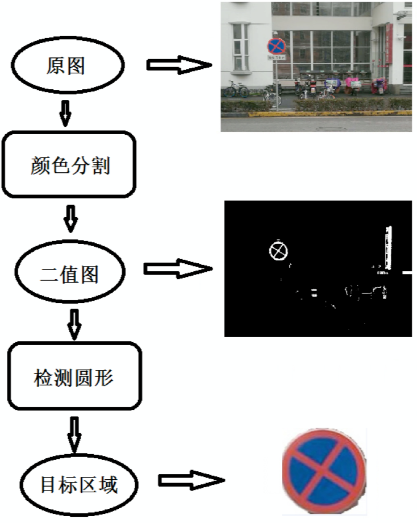 原图
颜色分割
二值图
检测圆形
目标区域